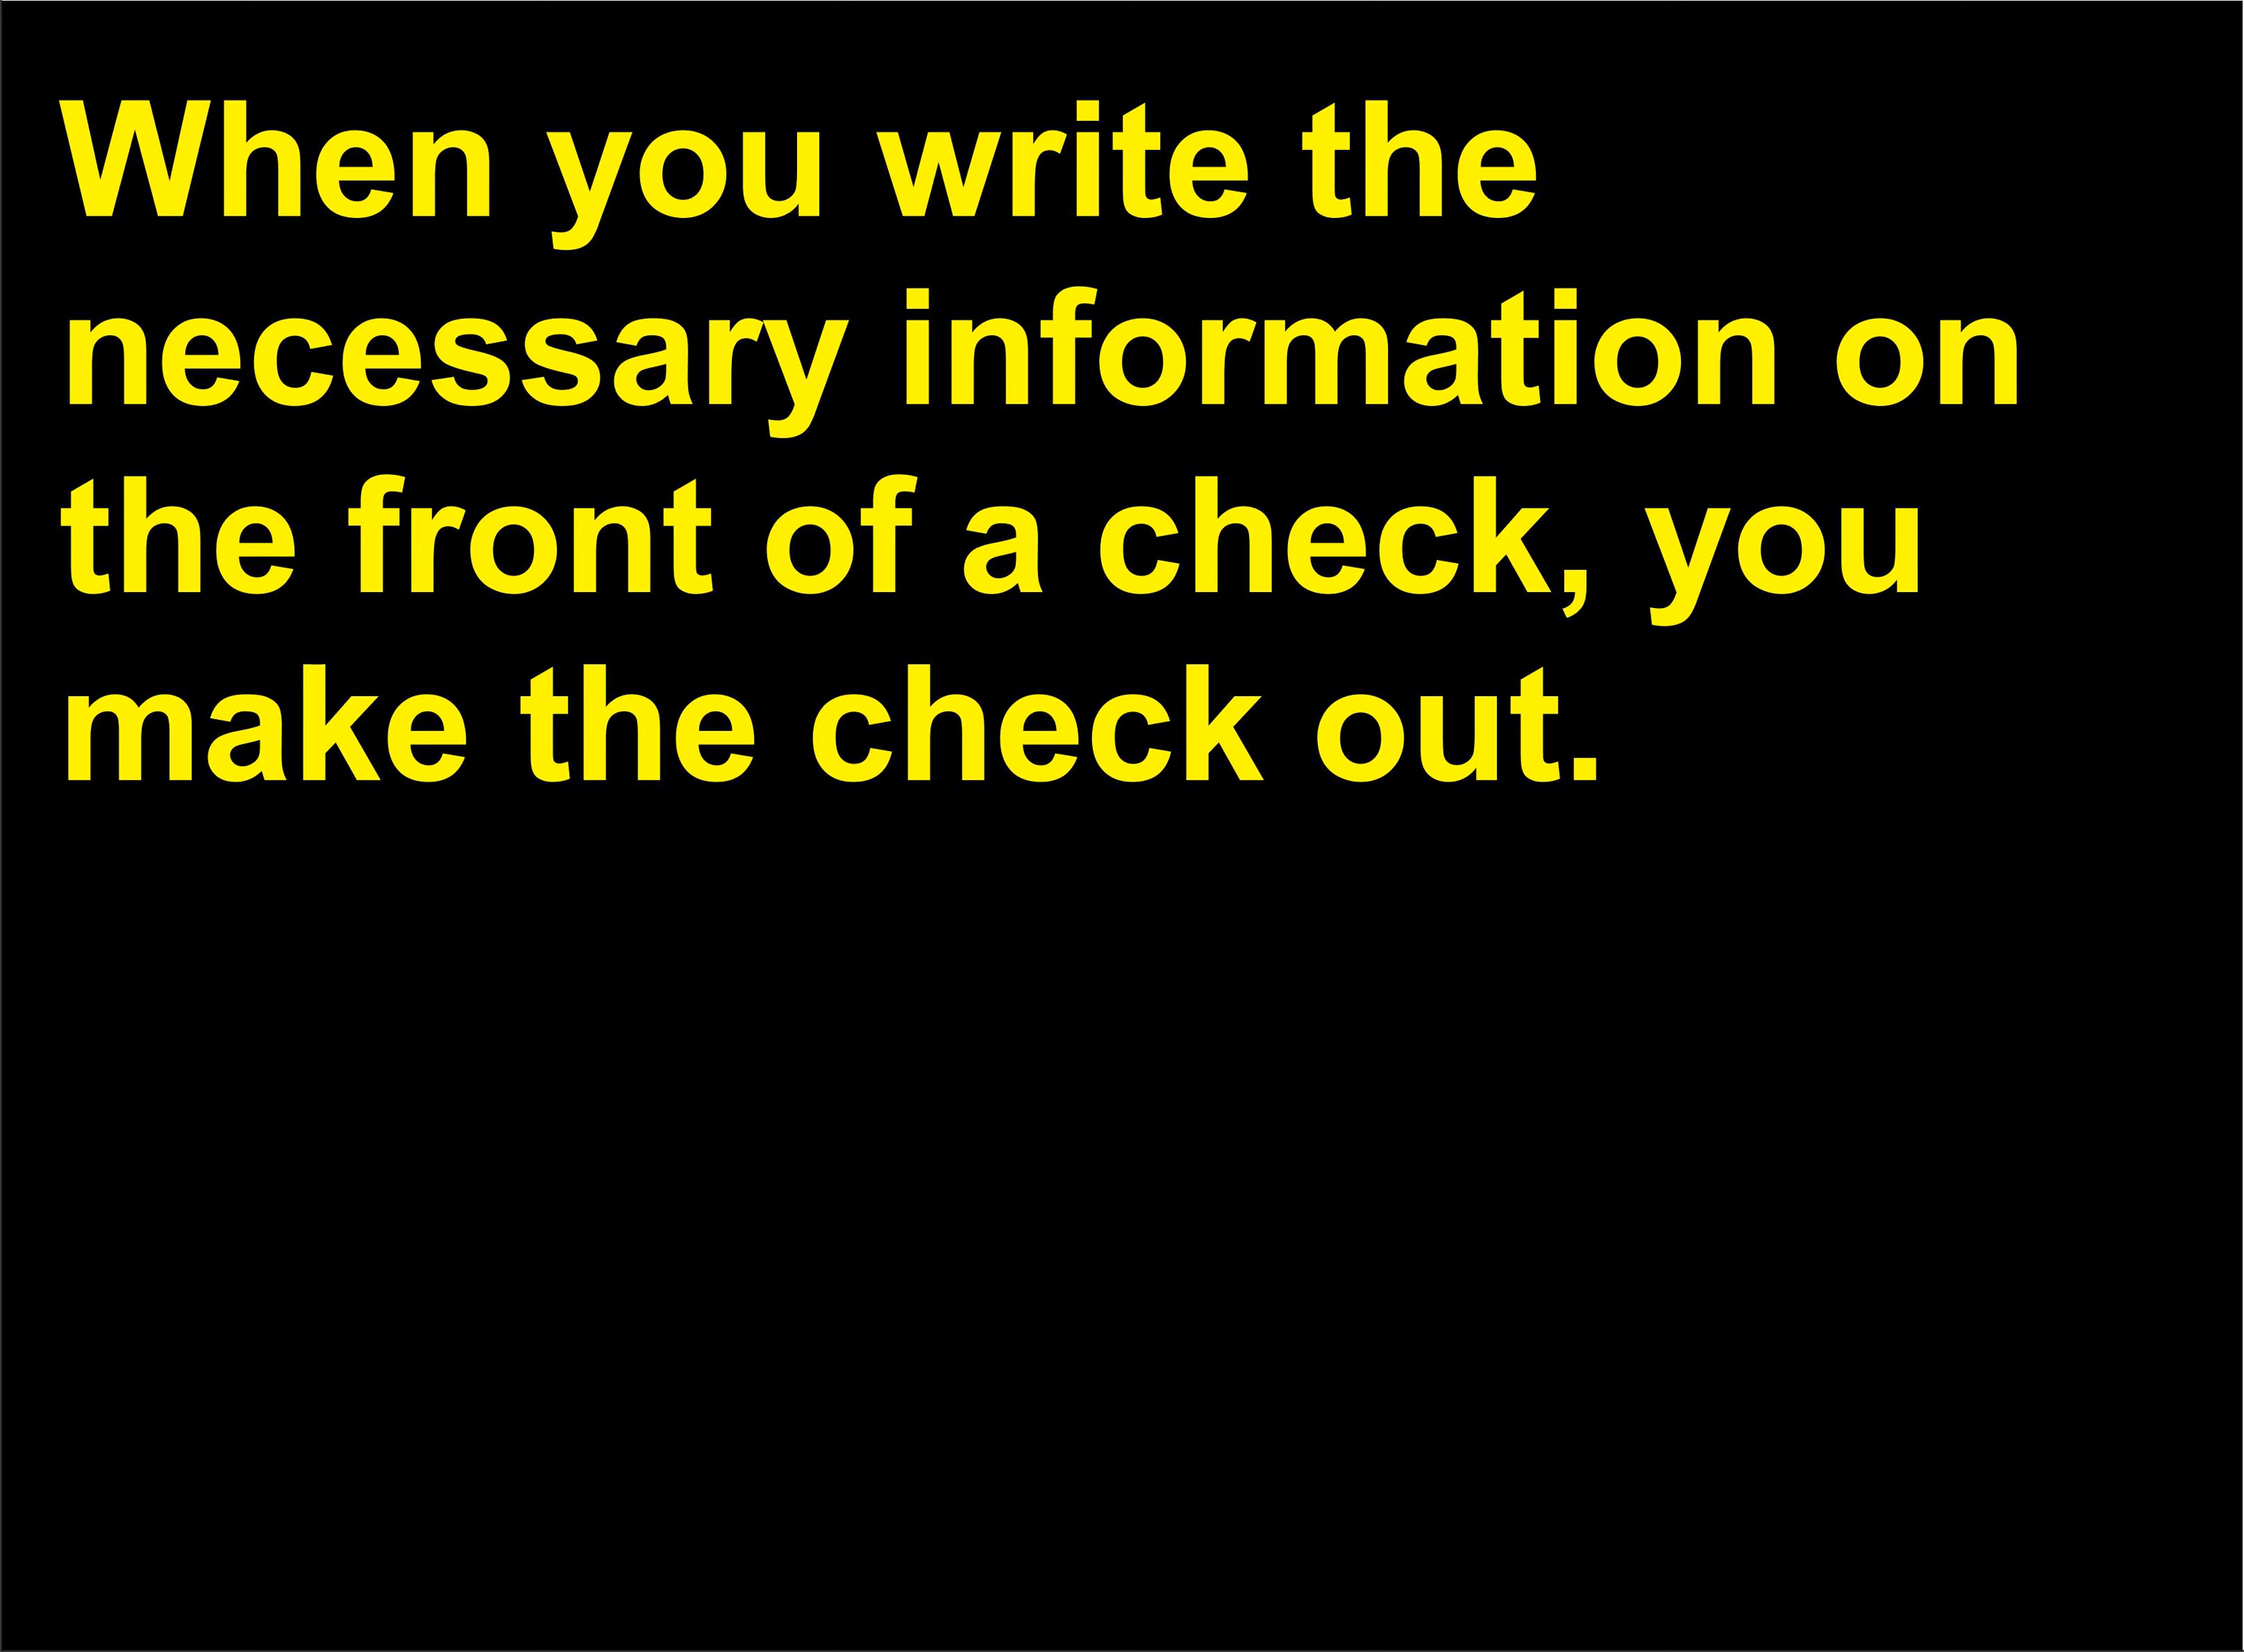 When you write the
necessary information on
the front of a check, you
make the check out.